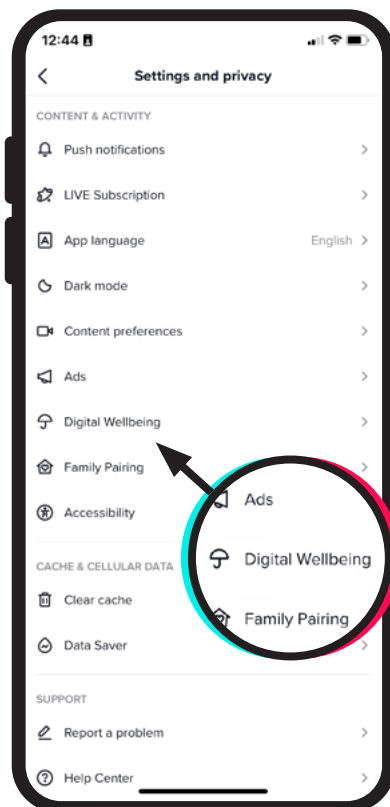 12:44
Settings and privacy
CONTENT & ACTIVITY
Push notifications
LIVE Subscription
A App language English
Dark mode
Content preferences
Ads
Digital Wellbeing
Family Pairing
Accessibility
Ads
Digital Wellbeing
Family Pairing
CACHE & CELLULAR DATA
Clear cache
Data Saver
SUPPORT
Report a problem
Help Center